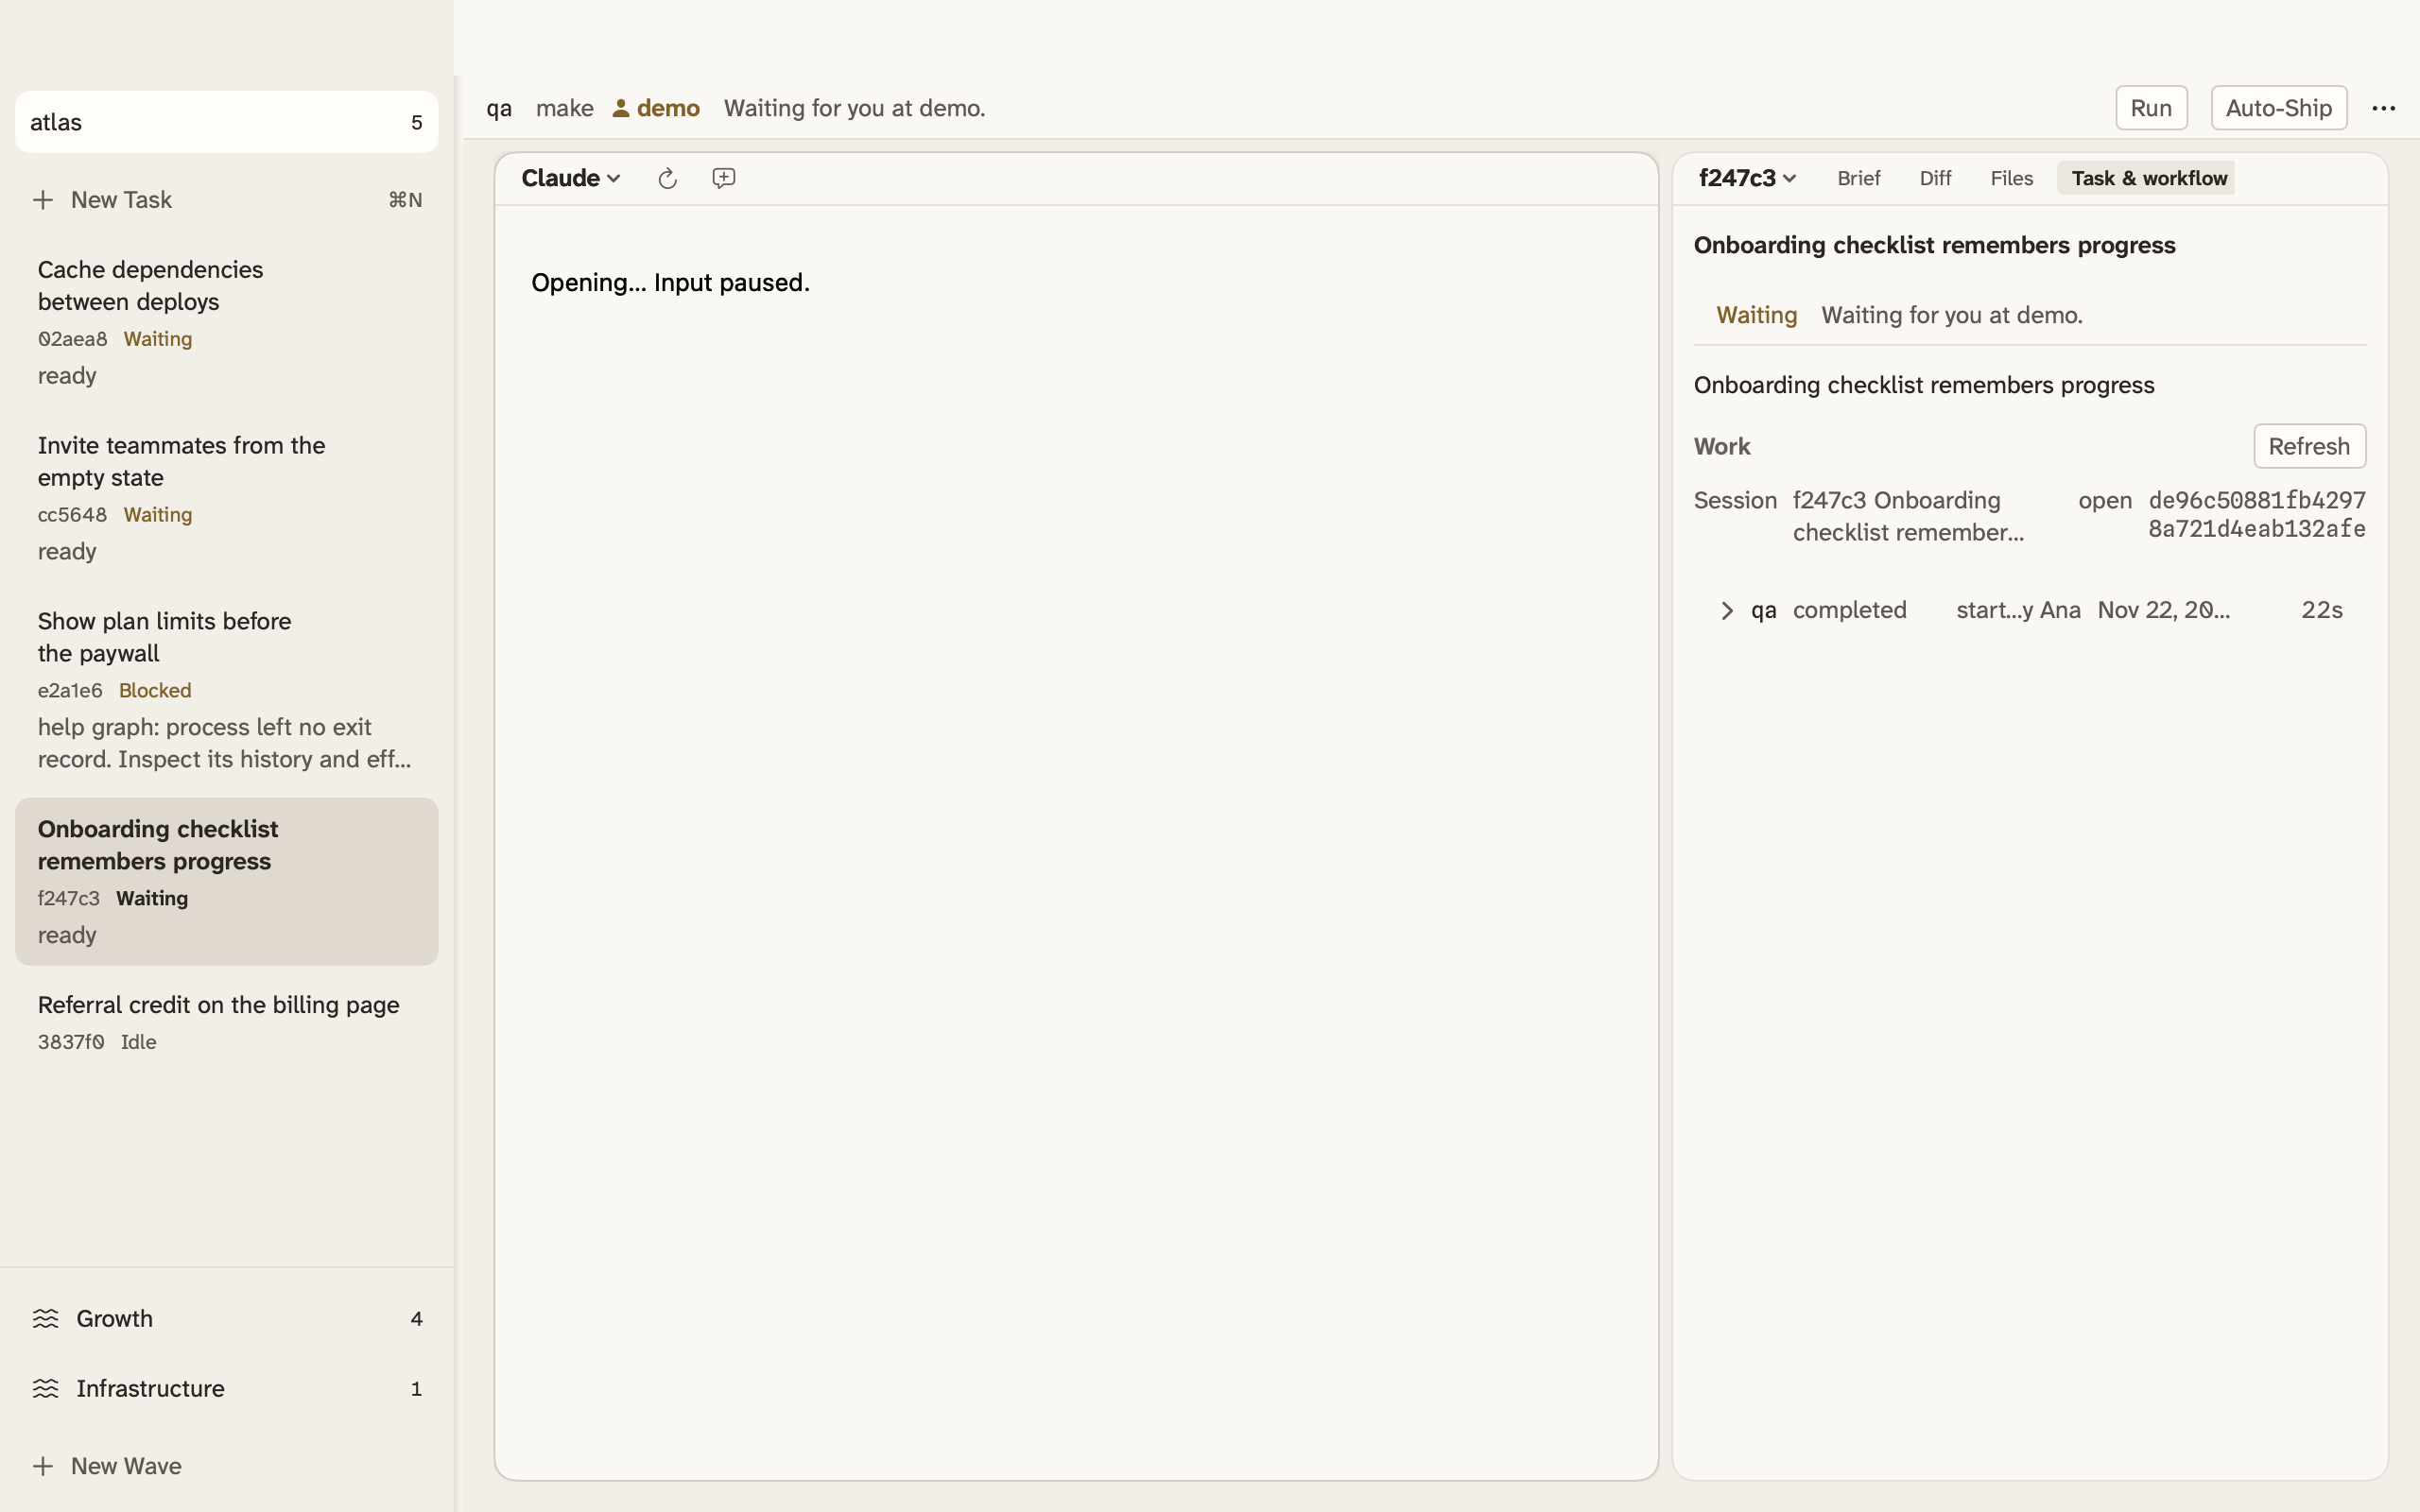 atlas 5
New Task ⌘N
Cache dependencies
between deploys
02aea8 Waiting
ready
Invite teammates from the
empty state
cc5648 Waiting
ready
Show plan limits before
the paywall
e2a1e6 Blocked
help graph: process left no exit
record. Inspect its history and eff...
Onboarding checklist
remembers progress
f247c3 Waiting
ready
Referral credit on the billing page
3837f0 Idle
Growth 4
Infrastructure 1
New Wave
qa make demo Waiting for you at demo.
Run Auto-Ship
Claude
Opening... Input paused.
f247c3 Brief Diff Files Task & workflow
Onboarding checklist remembers progress
Waiting Waiting for you at demo.
Onboarding checklist remembers progress
Work Refresh
Session f247c3 Onboarding open de96c50881fb4297
checklist remember... 8a721d4eab132afe
qa completed start...y Ana Nov 22, 20... 22s